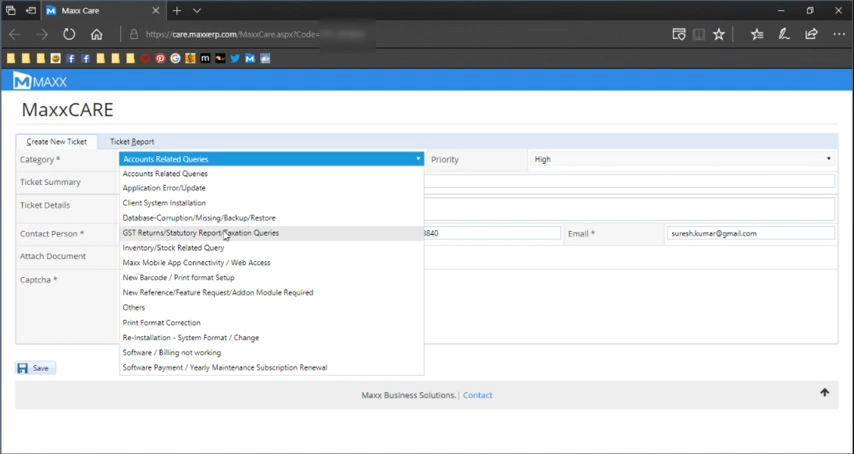 Maxx Care
https://care.maxxerp.com/MaxxCare.aspx?Code=
MAXX
MaxxCARE
Create New Ticket Ticket Report
Category * Accounts Related Queries Priority High
Accounts Related Queries
Application Error/Update
Ticket Summary
Client System Installation
Ticket Details
Database-Corruption/Missing/Backup/Restore
Contact Person * GST Returns/Statutory Report/Taxation Queries 3840 Email * suresh.kumar@gmail.com
Inventory/Stock Related Query
Attach Document
Maxx Mobile App Connectivity / Web Access
Captcha *
New Barcode / Print format Setup
New Reference/Feature Request/Addon Module Required
Others
Print Format Correction
Re-Installation - System Format / Change
Software / Billing not working
Save
Software Payment / Yearly Maintenance Subscription Renewal
Maxx Business Solutions. | Contact